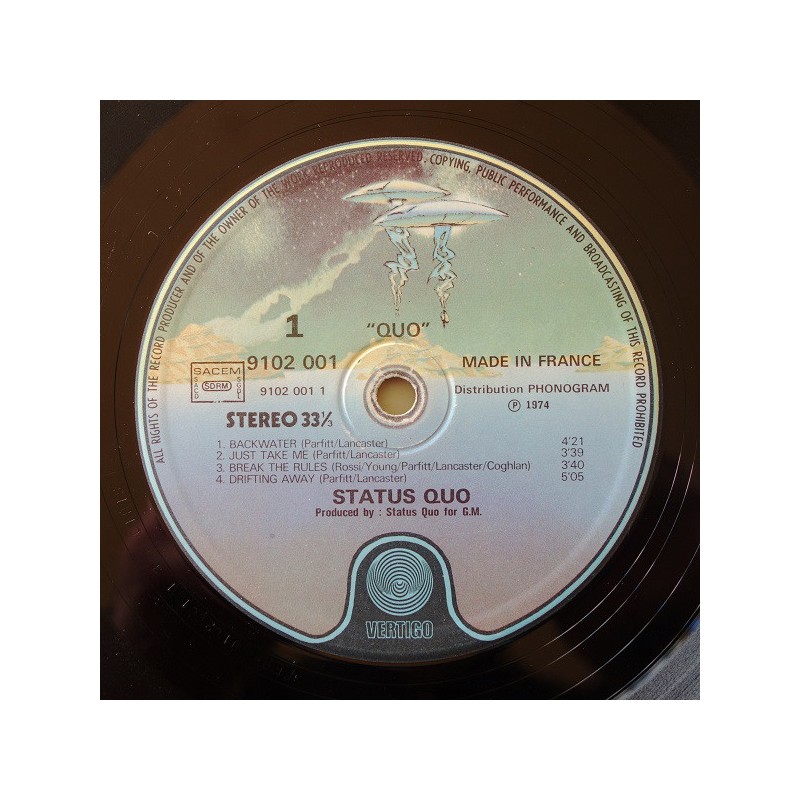 ALL RIGHTS OF THE RECORD PRODUCER AND OF THE OWNER OF THE WORK REPRODUCED RESERVED. COPYING, PUBLIC PERFORMANCE AND BROADCASTING OF THIS RECORD PROHIBITED
1
"QUO"
SACEM
SACD SDRM SGDL
9102 001
MADE IN FRANCE
9102 001 1
Distribution PHONOGRAM
Ⓟ 1974
STEREO 33⅓
1. BACKWATER (Parfitt/Lancaster) 4'21
2. JUST TAKE ME (Parfitt/Lancaster) 3'39
3. BREAK THE RULES (Rossi/Young/Parfitt/Lancaster/Coghlan) 3'40
4. DRIFTING AWAY (Parfitt/Lancaster) 5'05
STATUS QUO
Produced by : Status Quo for G.M.
VERTIGO